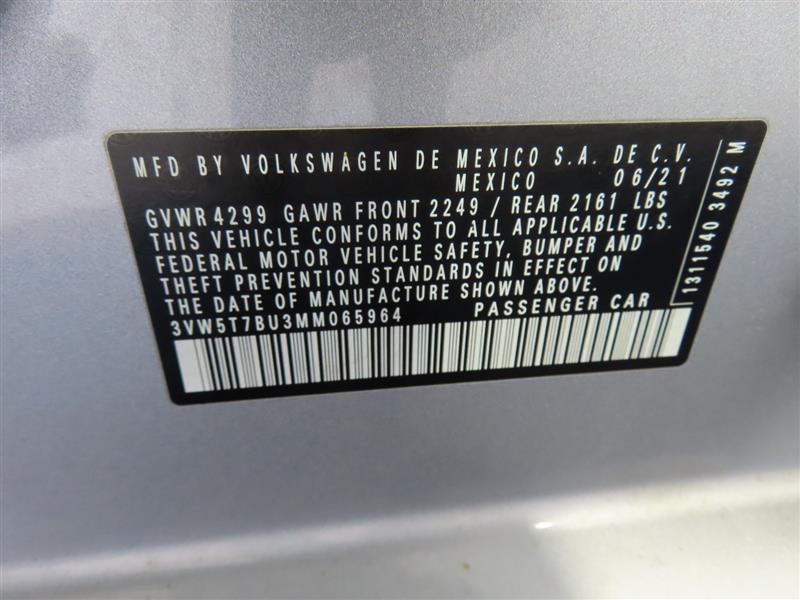 MFD BY VOLKSWAGEN DE MEXICO S.A. DE C.V.
MEXICO 06/21
GVWR 4299 GAWR FRONT 2249 / REAR 2161 LBS
THIS VEHICLE CONFORMS TO ALL APPLICABLE U.S.
FEDERAL MOTOR VEHICLE SAFETY, BUMPER AND
THEFT PREVENTION STANDARDS IN EFFECT ON
THE DATE OF MANUFACTURE SHOWN ABOVE.
3VW5T7BU3MM065964 PASSENGER CAR
1311540 3492 M